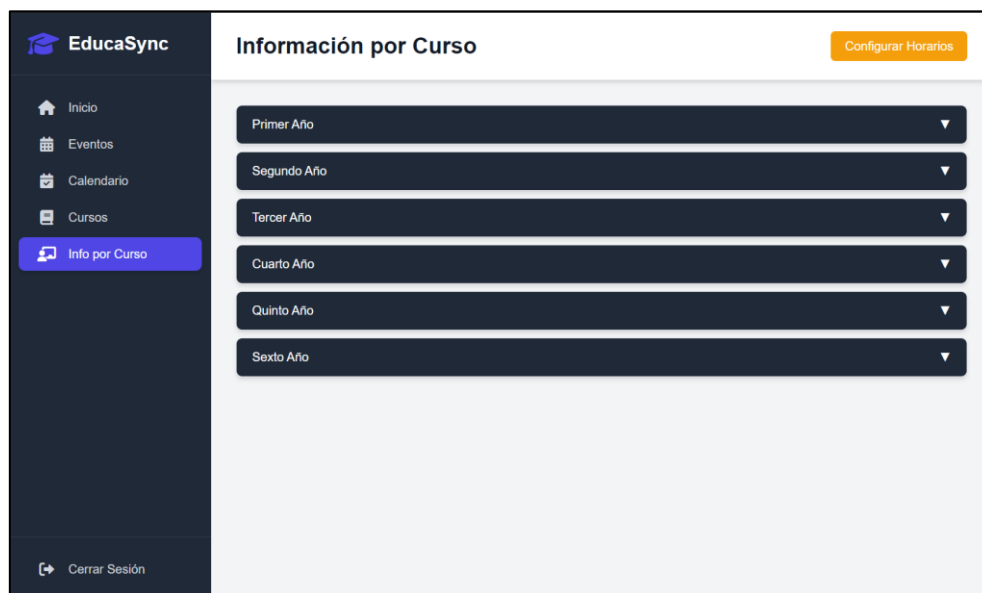 EducaSync
Inicio
Eventos
Calendario
Cursos
Info por Curso
Cerrar Sesión
Información por Curso
Configurar Horarios
Primer Año
Segundo Año
Tercer Año
Cuarto Año
Quinto Año
Sexto Año